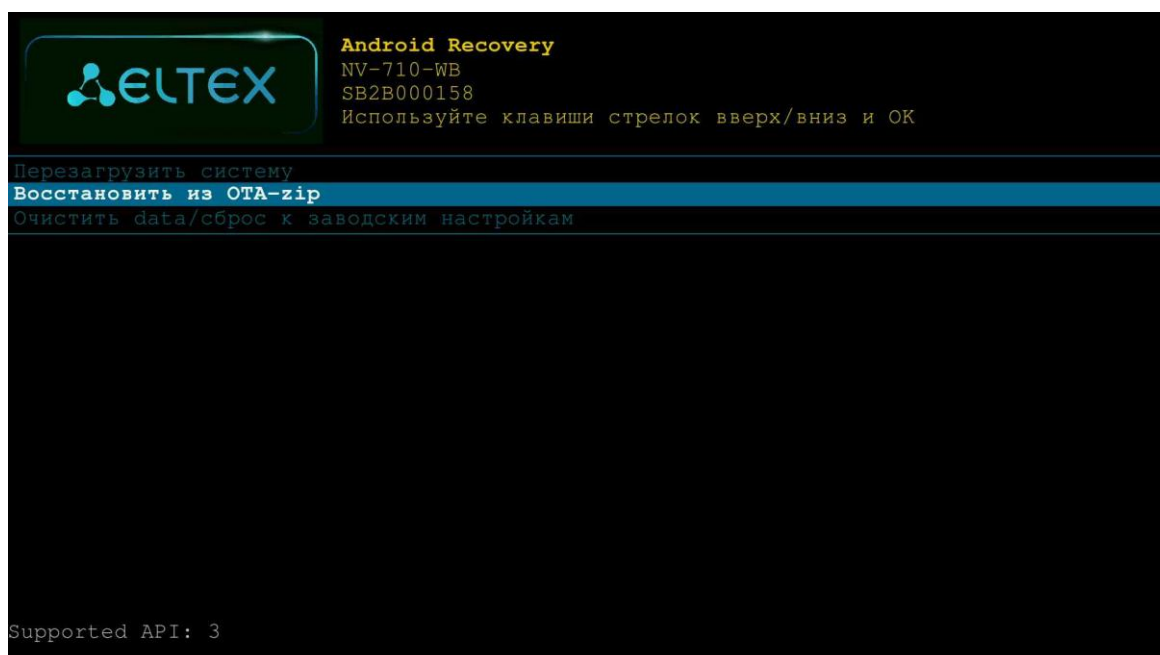 ELTEX
Android Recovery
NV-710-WB
SB2B000158
Используйте клавиши стрелок вверх/вниз и OK
Перезагрузить систему
Восстановить из OTA-zip
Очистить data/сброс к заводским настройкам
Supported API: 3